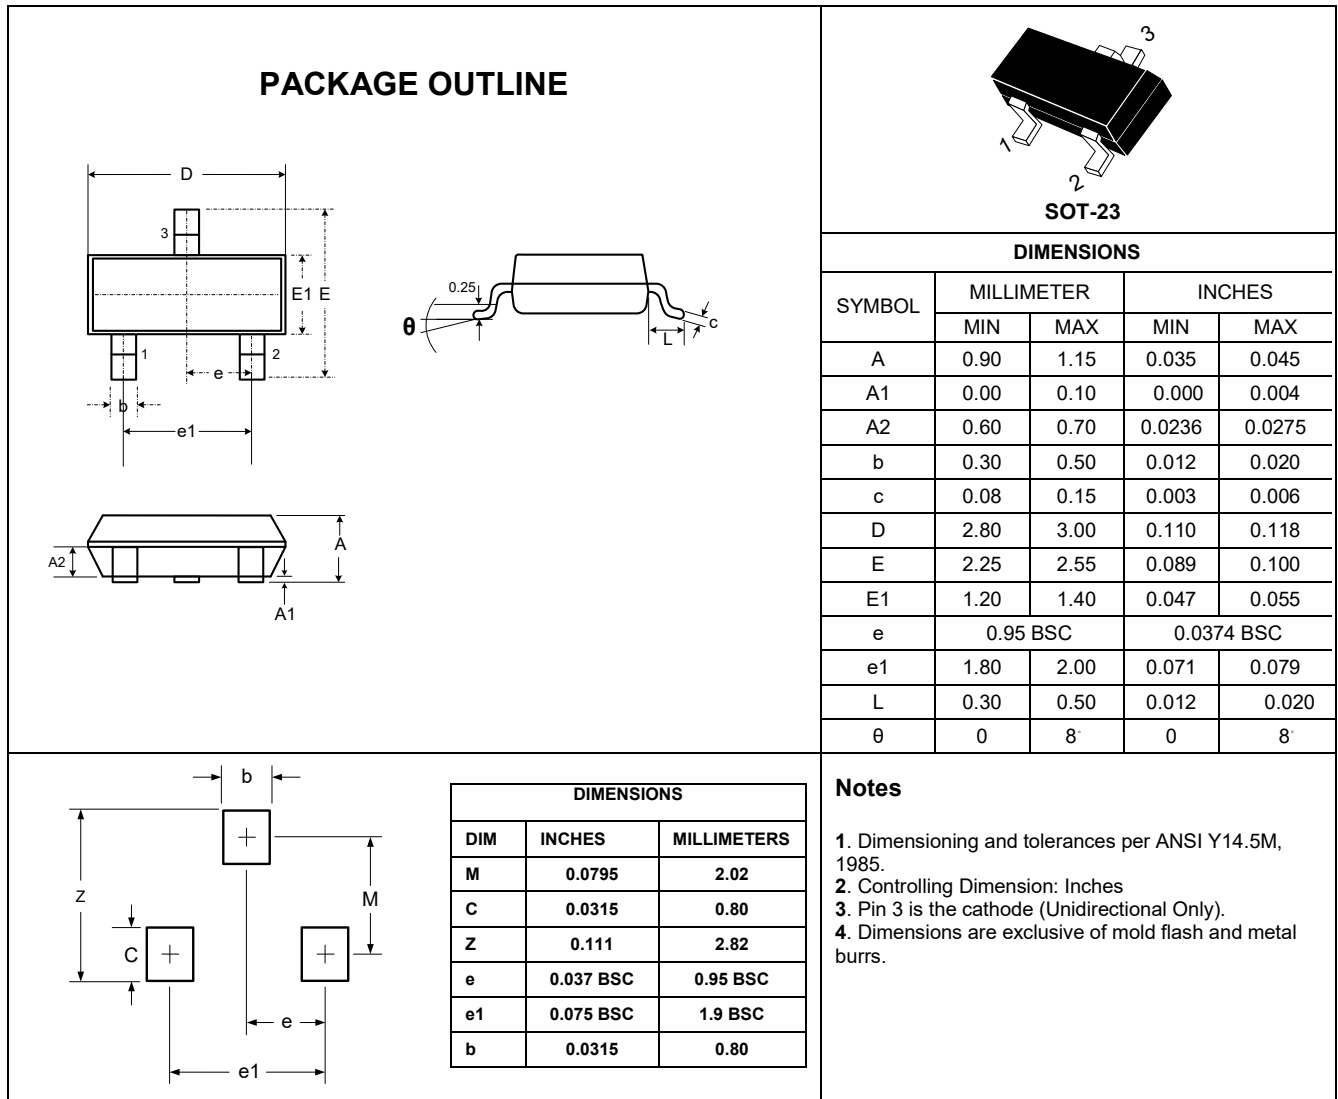 PACKAGE OUTLINE
D
3
E1 E
1
2
e
b
e1
0.25
θ
c
L
A2
A
A1
3
1
2
SOT-23
DIMENSIONS
SYMBOL MILLIMETER INCHES
MIN MAX MIN MAX
A 0.90 1.15 0.035 0.045
A1 0.00 0.10 0.000 0.004
A2 0.60 0.70 0.0236 0.0275
b 0.30 0.50 0.012 0.020
c 0.08 0.15 0.003 0.006
D 2.80 3.00 0.110 0.118
E 2.25 2.55 0.089 0.100
E1 1.20 1.40 0.047 0.055
e 0.95 BSC 0.0374 BSC
e1 1.80 2.00 0.071 0.079
L 0.30 0.50 0.012 0.020
θ 0 8° 0 8°
b
Z
M
C
e
e1
DIMENSIONS
DIM INCHES MILLIMETERS
M 0.0795 2.02
C 0.0315 0.80
Z 0.111 2.82
e 0.037 BSC 0.95 BSC
e1 0.075 BSC 1.9 BSC
b 0.0315 0.80
Notes
1. Dimensioning and tolerances per ANSI Y14.5M,
1985.
2. Controlling Dimension: Inches
3. Pin 3 is the cathode (Unidirectional Only).
4. Dimensions are exclusive of mold flash and metal
burrs.